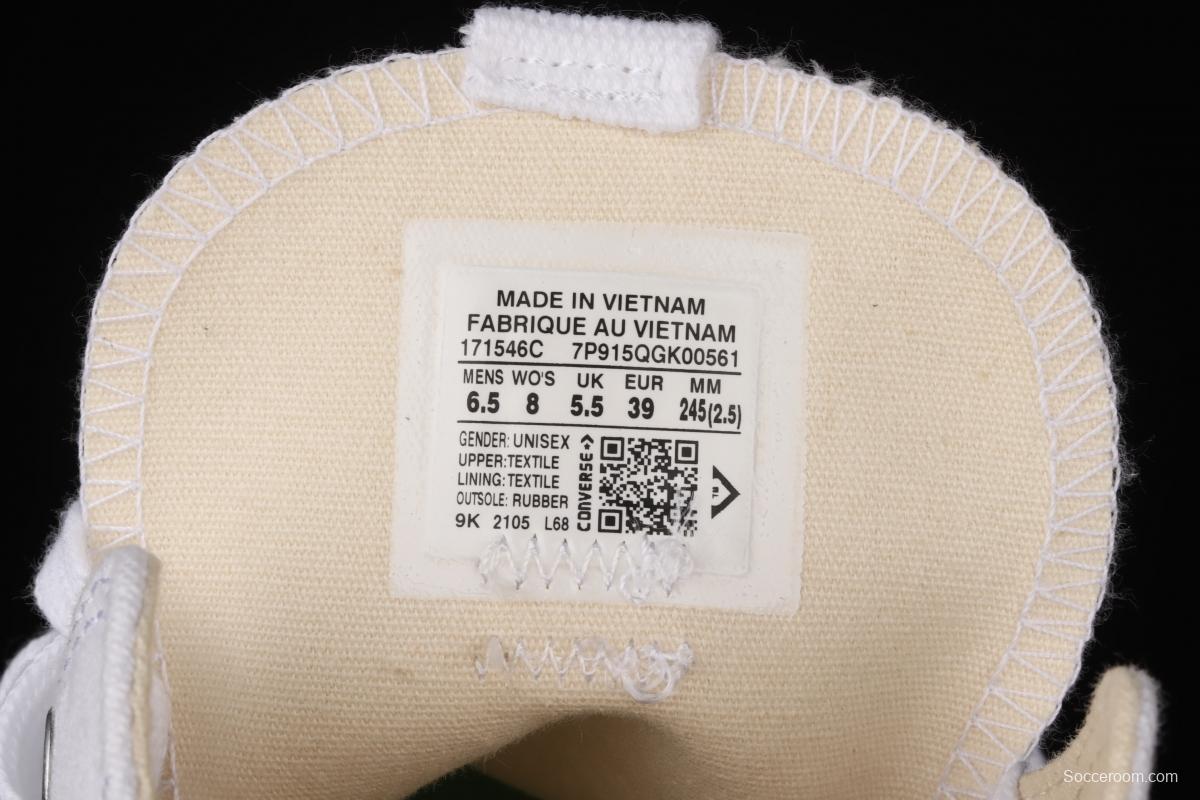 MADE IN VIETNAM
FABRIQUE AU VIETNAM
171546C 7P915QGK00561
MENS WO'S UK EUR MM
6.5 8 5.5 39 245(2.5)
GENDER: UNISEX
UPPER:TEXTILE
LINING:TEXTILE
OUTSOLE: RUBBER
9K 2105 L68
CONVERSE
Socceroom.com